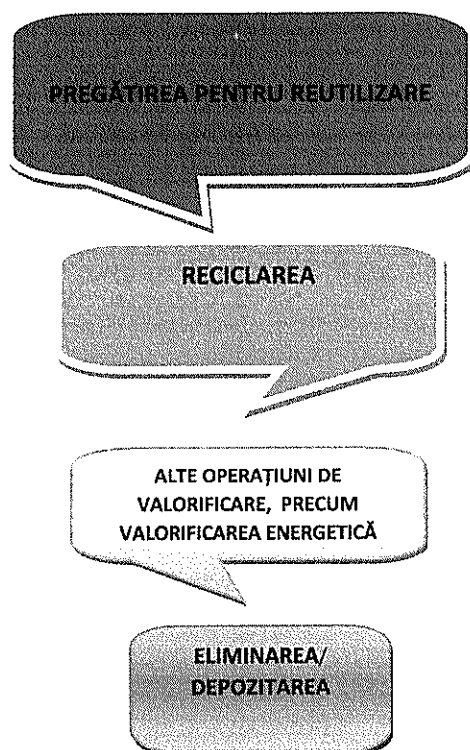 PREGĂTIREA PENTRU REUTILIZARE
RECICLAREA
ALTE OPERAȚIUNI DE
VALORIFICARE, PRECUM
VALORIFICAREA ENERGETICĂ
ELIMINAREA/
DEPOZITAREA